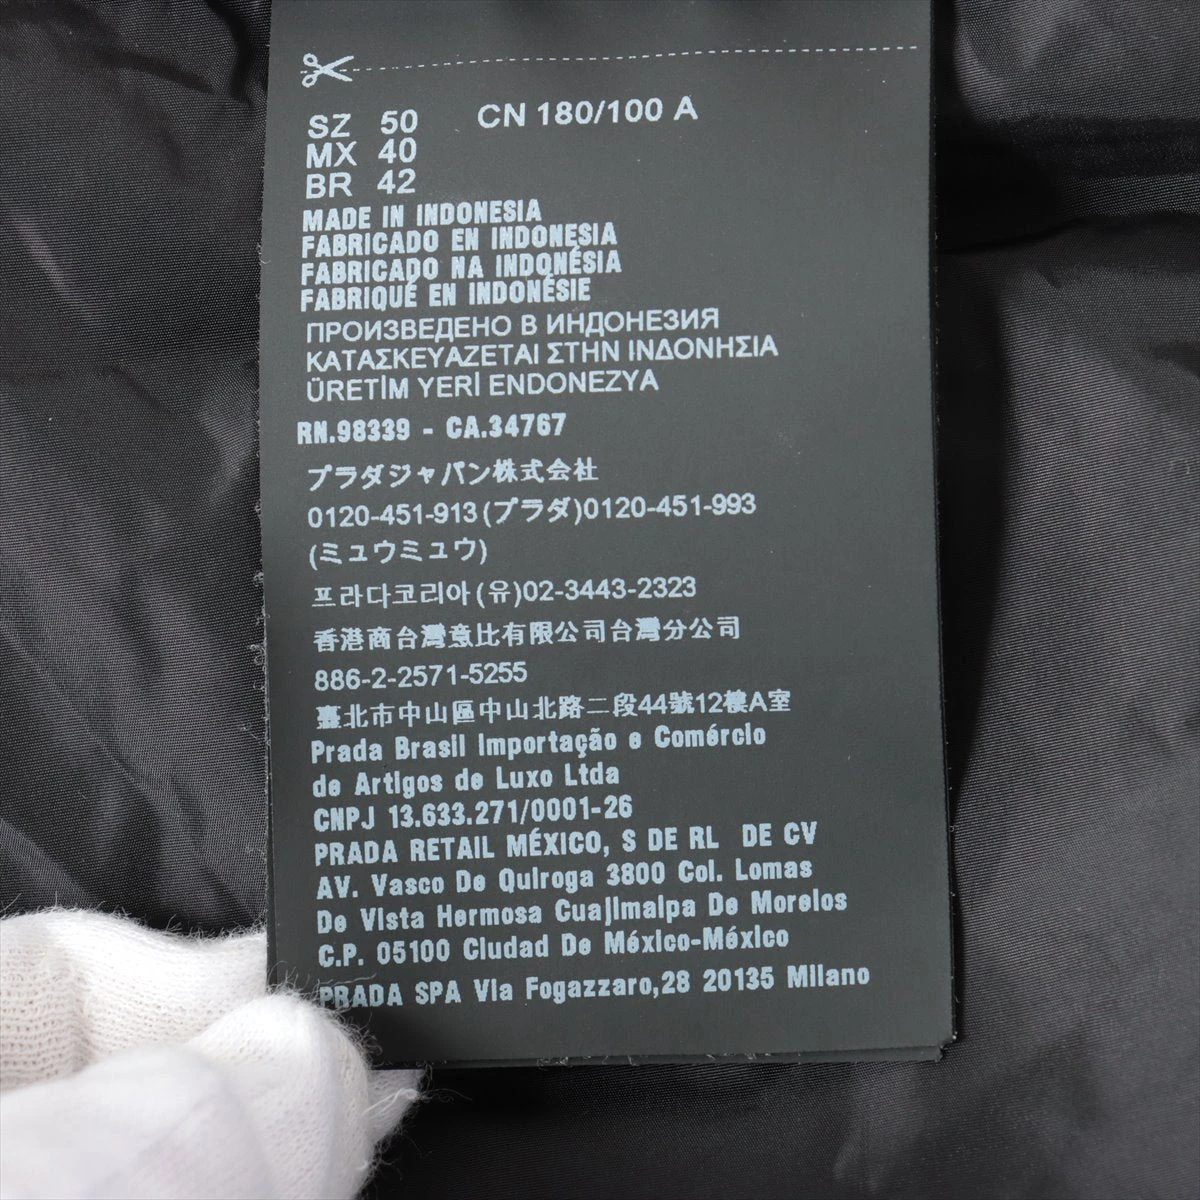 SZ 50 CN 180/100 A
MX 40
BR 42
MADE IN INDONESIA
FABRICADO EN INDONESIA
FABRICADO NA INDONÉSIA
FABRIQUÉ EN INDONÉSIE
ПРОИЗВЕДЕНО В ИНДОНЕЗИЯ
ΚΑΤΑΣΚΕΥΑΖΕΤΑΙ ΣΤΗΝ ΙΝΔΟΝΗΣΙΑ
ÜRETİM YERİ ENDONEZYA
RN.98339 - CA.34767
プラダジャパン株式会社
0120-451-913(プラダ)0120-451-993
(ミュウミュウ)
프라다코리아(유)02-3443-2323
香港商台灣意比有限公司台灣分公司
886-2-2571-5255
臺北市中山區中山北路二段44號12樓A室
Prada Brasil Importação e Comércio
de Artigos de Luxo Ltda
CNPJ 13.633.271/0001-26
PRADA RETAIL MÉXICO, S DE RL DE CV
AV. Vasco De Quiroga 3800 Col. Lomas
De Vista Hermosa Cuajimalpa De Morelos
C.P. 05100 Ciudad De México-México
PRADA SPA Via Fogazzaro,28 20135 Milano